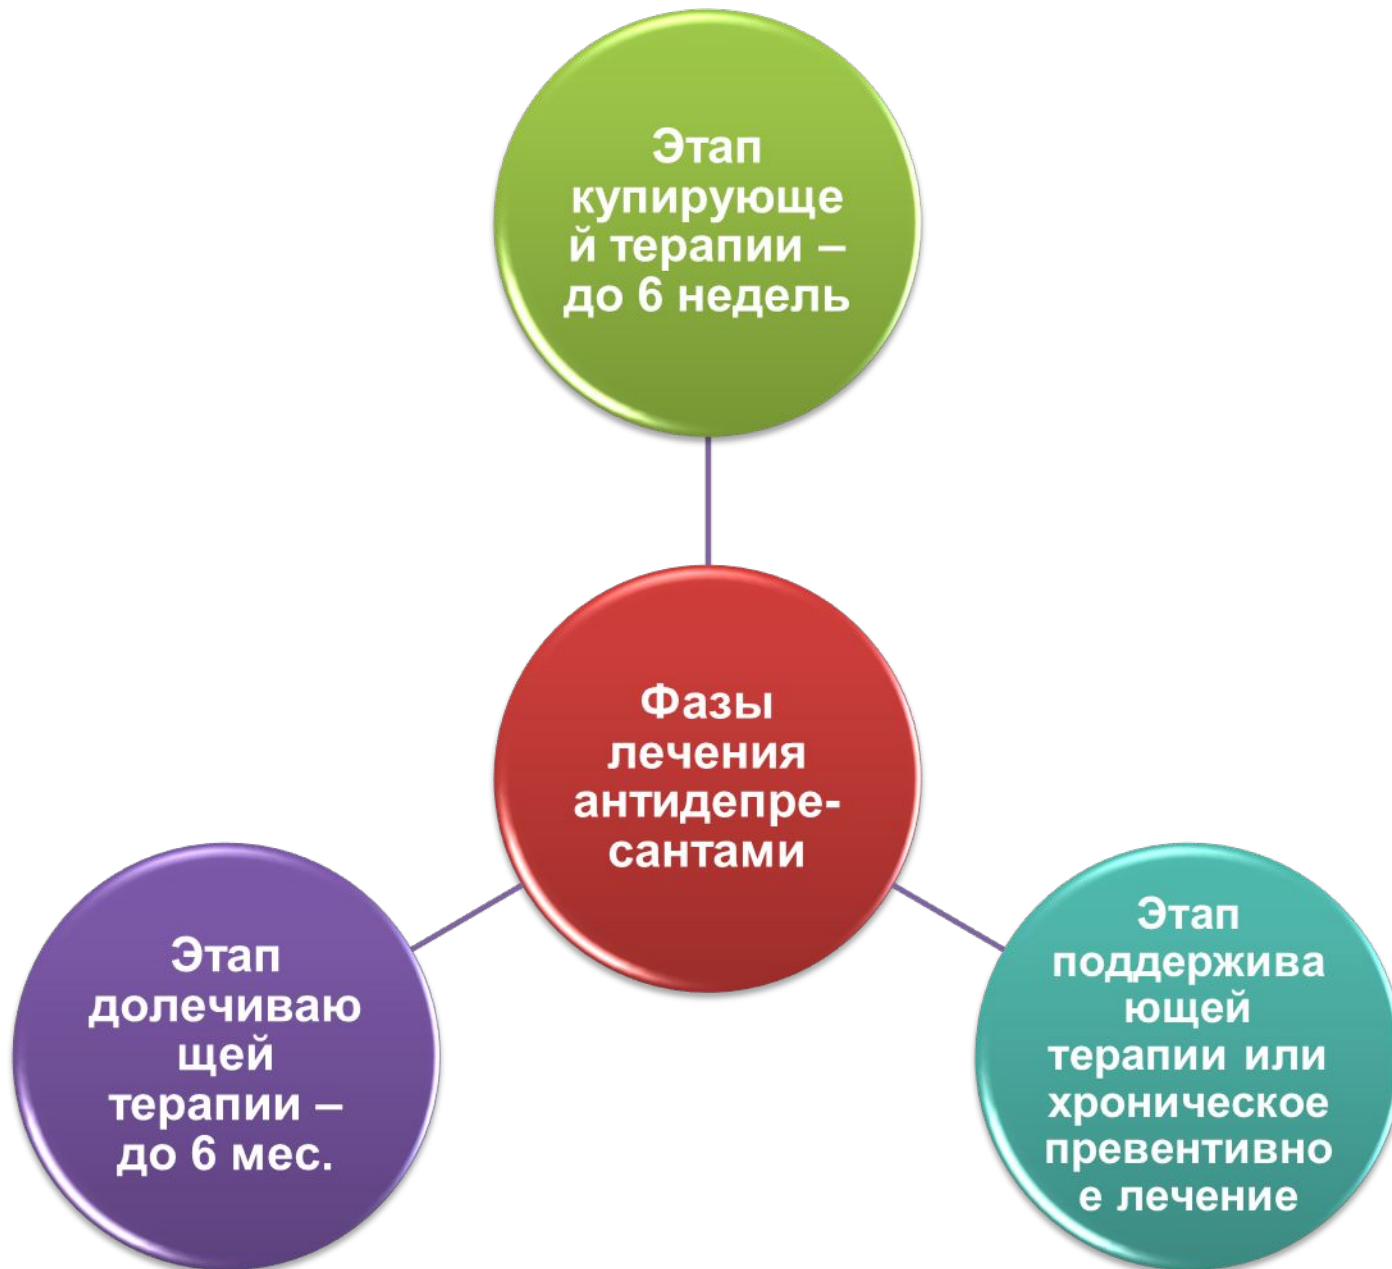 Этап
купирующе
й терапии –
до 6 недель
Фазы
лечения
антидепре-
сантами
Этап
долечиваю
щей
терапии –
до 6 мес.
Этап
поддержива
ющей
терапии или
хроническое
превентивно
е лечение